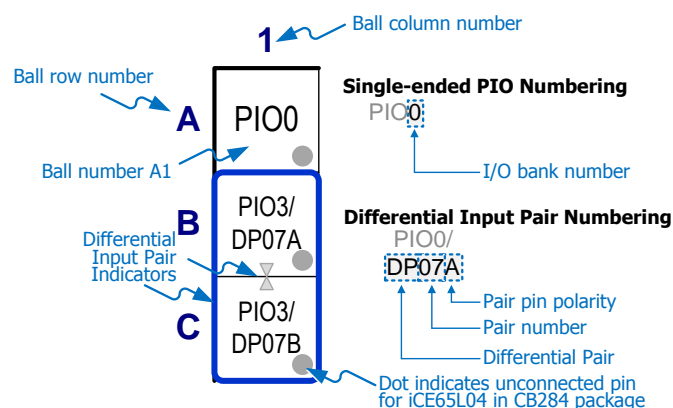 Ball column number
1
Ball row number
A
PIO0
Ball number A1
B
PIO3/
DP07A
Differential
Input Pair
Indicators
C
PIO3/
DP07B
Single-ended PIO Numbering
PIO0
I/O bank number
Differential Input Pair Numbering
PIO0/
DP07A
Pair pin polarity
Pair number
Differential Pair
Dot indicates unconnected pin
for iCE65L04 in CB284 package